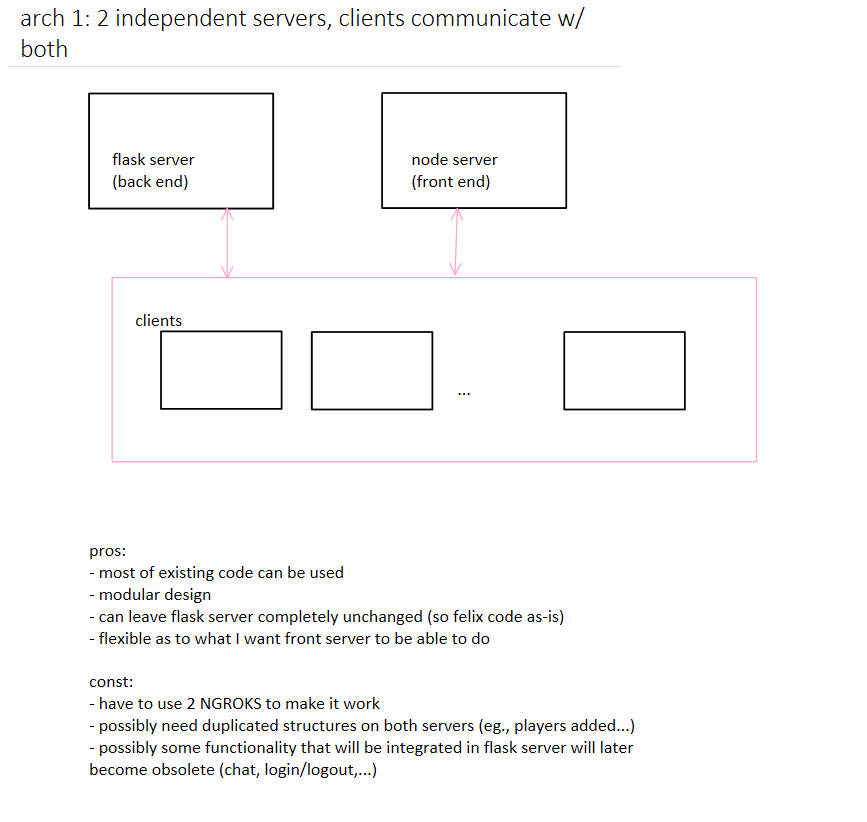 arch 1: 2 independent servers, clients communicate w/
both
flask server
(back end)
node server
(front end)
clients
...
pros:
- most of existing code can be used
- modular design
- can leave flask server completely unchanged (so felix code as-is)
- flexible as to what I want front server to be able to do
const:
- have to use 2 NGROKS to make it work
- possibly need duplicated structures on both servers (eg., players added...)
- possibly some functionality that will be integrated in flask server will later
become obsolete (chat, login/logout,...)